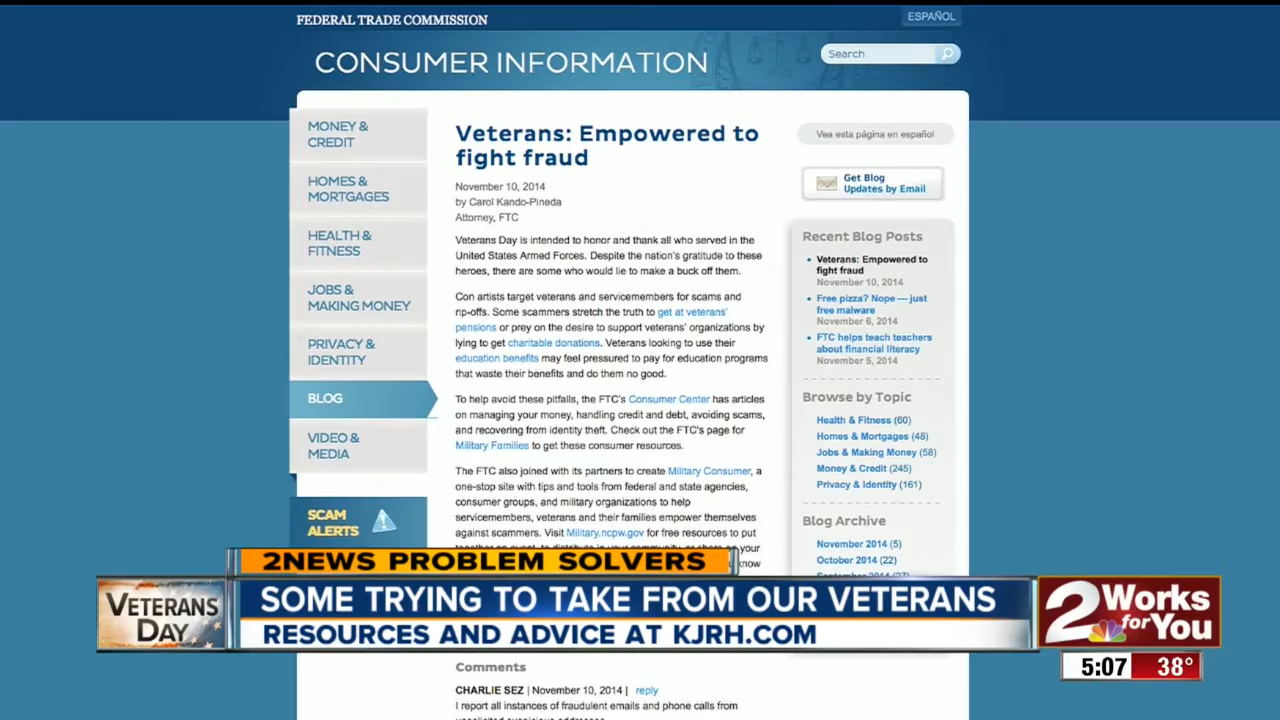 FEDERAL TRADE COMMISSION
ESPAÑOL
CONSUMER INFORMATION
Search
MONEY &
CREDIT
HOMES &
MORTGAGES
HEALTH &
FITNESS
JOBS &
MAKING MONEY
PRIVACY &
IDENTITY
BLOG
VIDEO &
MEDIA
SCAM
ALERTS
Veterans: Empowered to
fight fraud
November 10, 2014
by Carol Kando-Pineda
Attorney, FTC
Veterans Day is intended to honor and thank all who served in the
United States Armed Forces. Despite the nation's gratitude to these
heroes, there are some who would lie to make a buck off them.
Con artists target veterans and servicemembers for scams and
rip-offs. Some scammers stretch the truth to get at veterans'
pensions or prey on the desire to support veterans' organizations by
lying to get charitable donations. Veterans looking to use their
education benefits may feel pressured to pay for education programs
that waste their benefits and do them no good.
To help avoid these pitfalls, the FTC's Consumer Center has articles
on managing your money, handling credit and debt, avoiding scams,
and recovering from identity theft. Check out the FTC's page for
Military Families to get these consumer resources.
The FTC also joined with its partners to create Military Consumer, a
one-stop site with tips and tools from federal and state agencies,
consumer groups, and military organizations to help
servicemembers, veterans and their families empower themselves
against scammers. Visit Military.ncpw.gov for free resources to put
your
know
Vea esta página en español
Get Blog
Updates by Email
Recent Blog Posts
Veterans: Empowered to
fight fraud
November 10, 2014
Free pizza? Nope — just
free malware
November 6, 2014
FTC helps teach teachers
about financial literacy
November 5, 2014
Browse by Topic
Health & Fitness (60)
Homes & Mortgages (48)
Jobs & Making Money (58)
Money & Credit (245)
Privacy & Identity (161)
Blog Archive
November 2014 (5)
October 2014 (22)
2NEWS PROBLEM SOLVERS
VETERANS
DAY
SOME TRYING TO TAKE FROM OUR VETERANS
RESOURCES AND ADVICE AT KJRH.COM
2 Works
for You
5:07 38°
Comments
CHARLIE SEZ | November 10, 2014 | reply
I report all instances of fraudulent emails and phone calls from